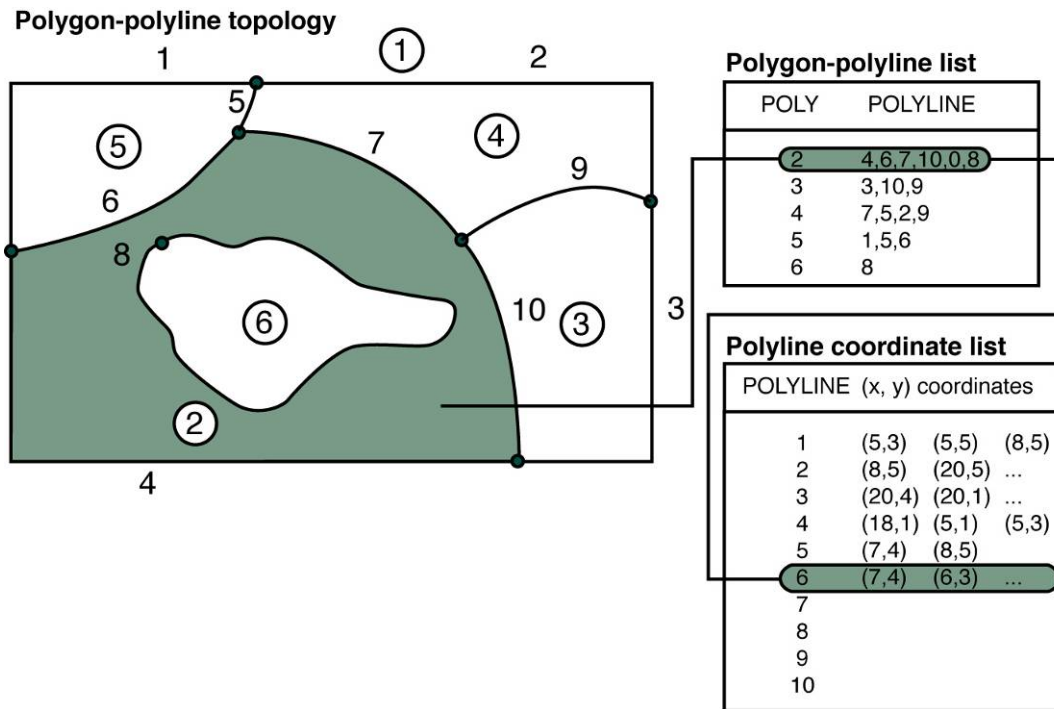 Polygon-polyline topology
1
1
2
5
5
4
7
9
6
8
6
10
3
3
2
4
Polygon-polyline list
POLY POLYLINE
2 4,6,7,10,0,8
3 3,10,9
4 7,5,2,9
5 1,5,6
6 8
Polyline coordinate list
POLYLINE (x, y) coordinates
1 (5,3) (5,5) (8,5)
2 (8,5) (20,5) ...
3 (20,4) (20,1) ...
4 (18,1) (5,1) (5,3)
5 (7,4) (8,5)
6 (7,4) (6,3) ...
7
8
9
10